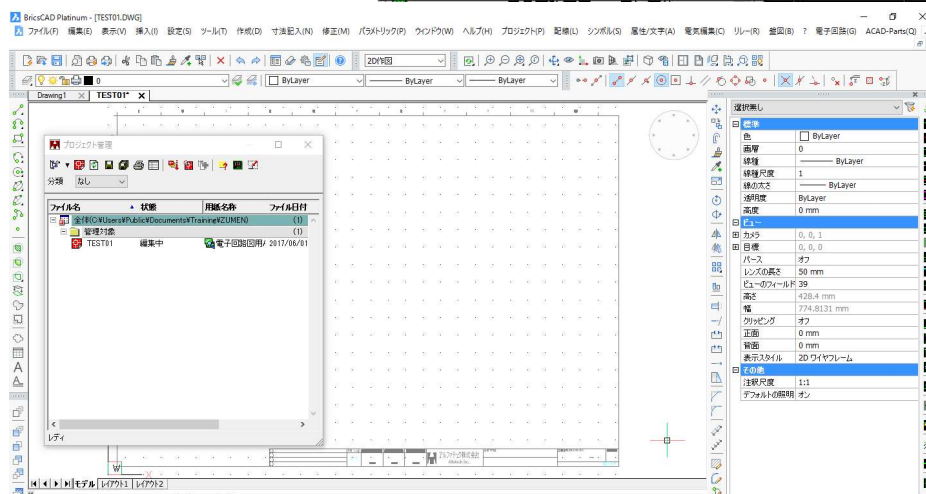 BricsCAD Platinum - [TEST01.DWG]
ファイル(F) 編集(E) 表示(V) 挿入(I) 設定(S) ツール(T) 作成(D) 寸法記入(N) 修正(M) パラメトリック(P) ウインドウ(W) ヘルプ(H) プロジェクト(P) 配線(L) シンボル(S) 属性/文字(A) 電気編集(C) リレー(R) 盤図(B) ? 電子回路(G) ACAD-Parts(Q)
2D作図
0 ByLayer ByLayer ByLayer
Drawing1 X TEST01* X
プロジェクト管理
分類 なし
ファイル名 状態 用紙名称 ファイル日付
全体(C:¥Users¥Public¥Documents¥Training¥ZUMEN) (1)
管理対象 (1)
TEST01 編集中 電子回路図用/ 2017/06/01
レディ
W
X
モデル レイアウト1 レイアウト2
選択無し
標準
色 ByLayer
画層 0
線種 ByLayer
線種尺度 1
線の太さ ByLayer
透明度 ByLayer
高度 0 mm
ビュー
カメラ 0, 0, 1
目標 0, 0, 0
パース オフ
レンズの長さ 50 mm
ビューのフィールド 39
高さ 428.4 mm
幅 774.8131 mm
クリッピング オフ
正面 0 mm
背面 0 mm
表示スタイル 2D ワイヤフレーム
その他
注釈尺度 1:1
デフォルトの照明 オン